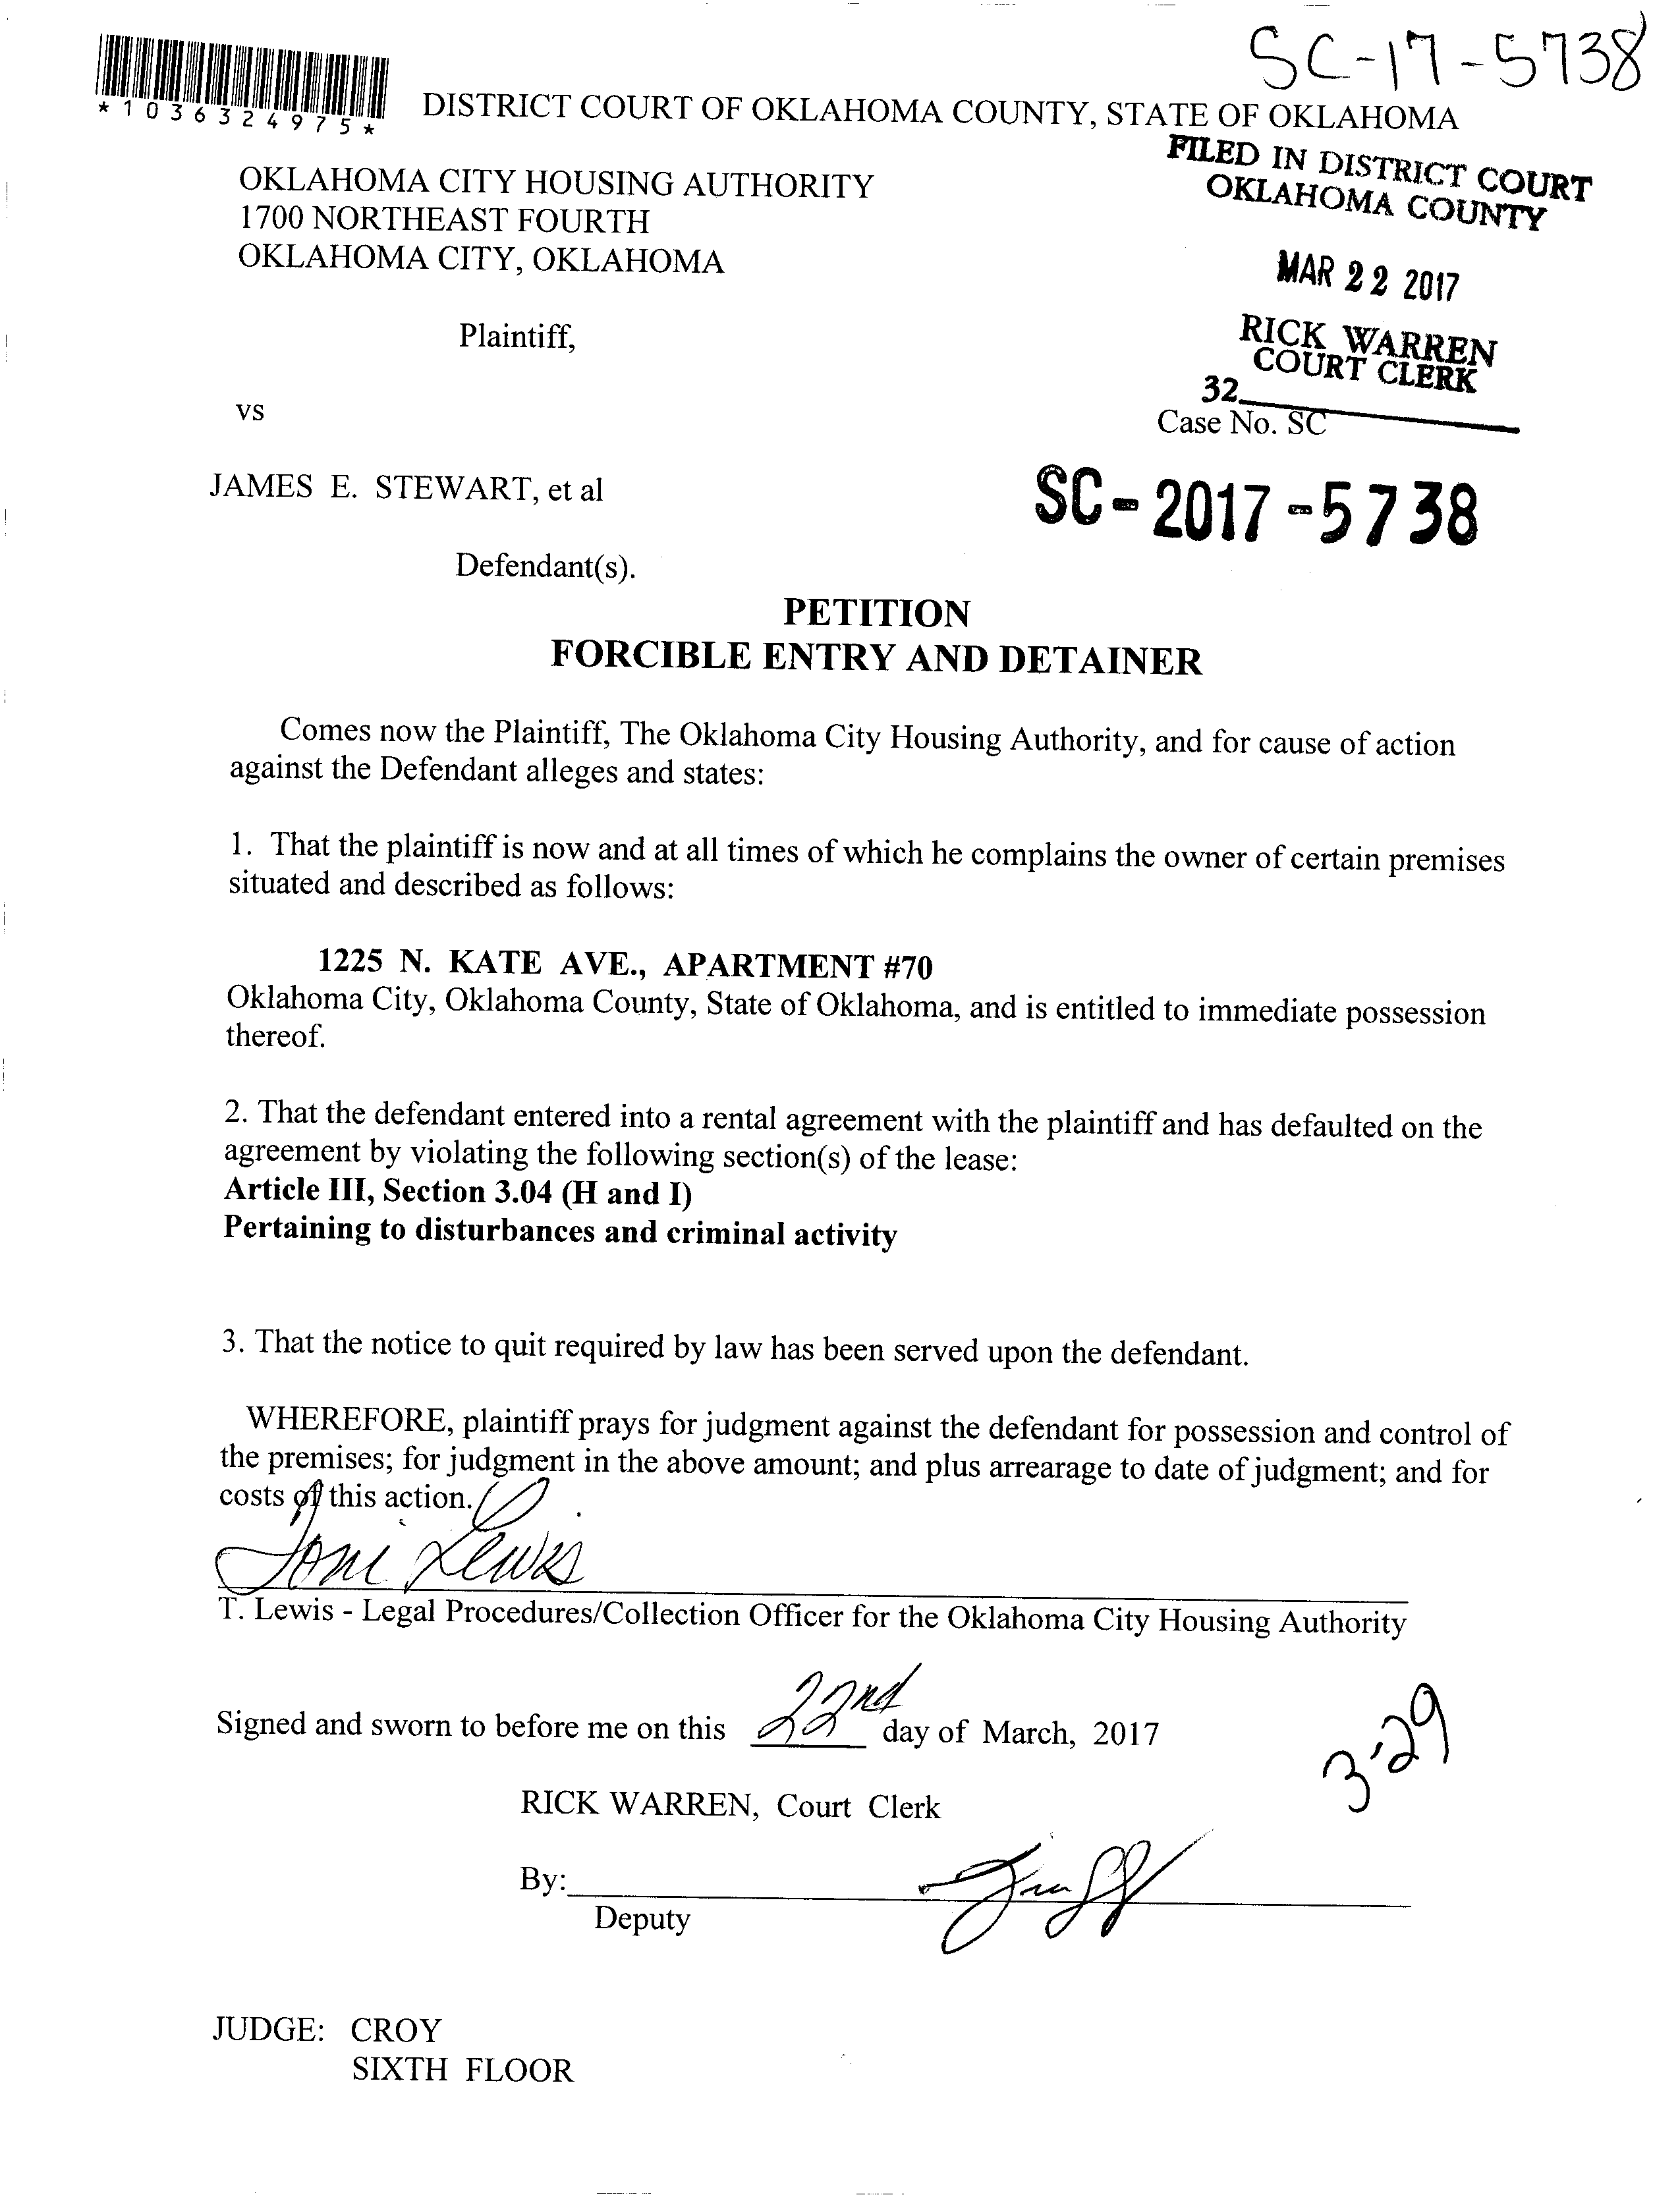 SC-17-5738
*1036324975*
DISTRICT COURT OF OKLAHOMA COUNTY, STATE OF OKLAHOMA
FILED IN DISTRICT COURT
OKLAHOMA COUNTY
OKLAHOMA CITY HOUSING AUTHORITY
1700 NORTHEAST FOURTH
OKLAHOMA CITY, OKLAHOMA
MAR 22 2017
RICK WARREN
COURT CLERK
32
Plaintiff,
vs
Case No. SC
JAMES E. STEWART, et al
SC-2017-5738
Defendant(s).
PETITION
FORCIBLE ENTRY AND DETAINER
Comes now the Plaintiff, The Oklahoma City Housing Authority, and for cause of action
against the Defendant alleges and states:
1. That the plaintiff is now and at all times of which he complains the owner of certain premises
situated and described as follows:
1225 N. KATE AVE., APARTMENT #70
Oklahoma City, Oklahoma County, State of Oklahoma, and is entitled to immediate possession
thereof.
2. That the defendant entered into a rental agreement with the plaintiff and has defaulted on the
agreement by violating the following section(s) of the lease:
Article III, Section 3.04 (H and I)
Pertaining to disturbances and criminal activity
3. That the notice to quit required by law has been served upon the defendant.
WHEREFORE, plaintiff prays for judgment against the defendant for possession and control of
the premises; for judgment in the above amount; and plus arrearage to date of judgment; and for
costs of this action.
Toni Lewis
T. Lewis - Legal Procedures/Collection Officer for the Oklahoma City Housing Authority
Signed and sworn to before me on this 22nd day of March, 2017
3-29
RICK WARREN, Court Clerk
By:
Deputy
JUDGE: CROY
SIXTH FLOOR